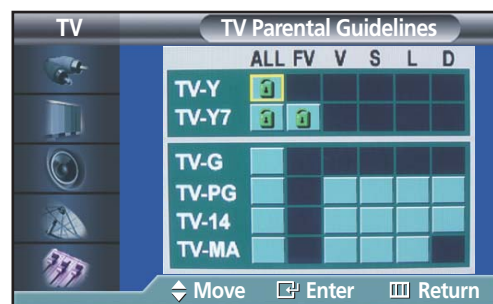 TV
TV Parental Guidelines
ALL FV V S L D
TV-Y
TV-Y7
TV-G
TV-PG
TV-14
TV-MA
Move Enter Return